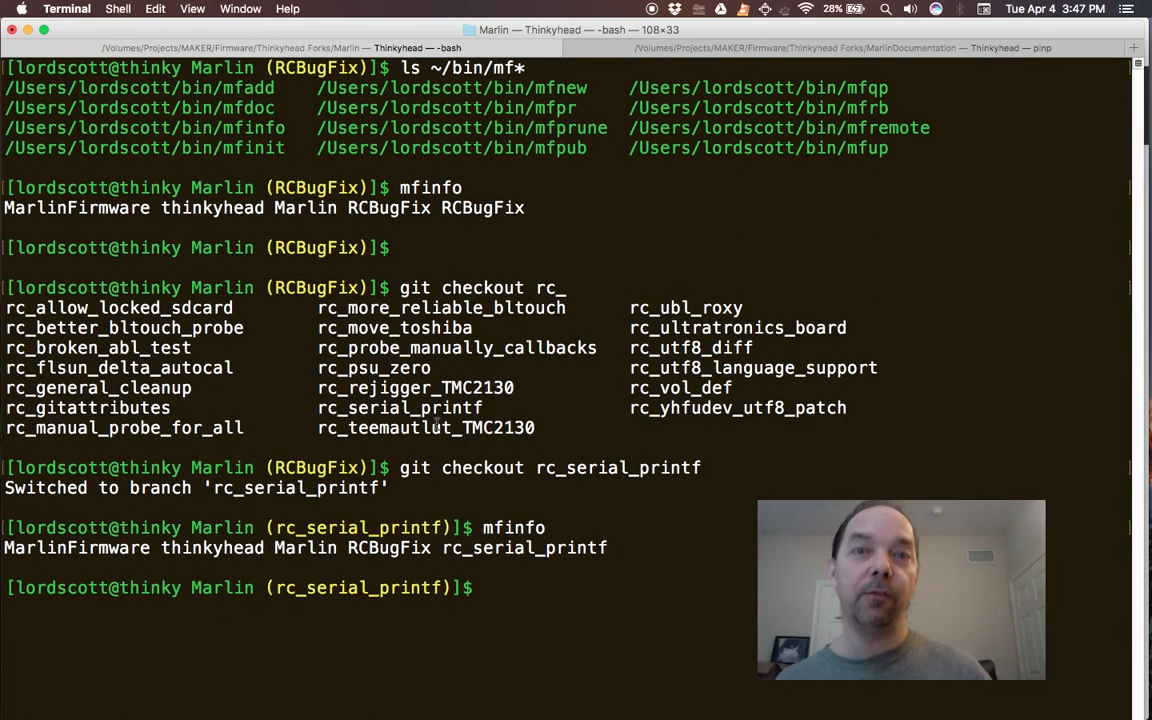 Terminal Shell Edit View Window Help 28% Tue Apr 4 3:47 PM
Marlin — Thinkyhead — -bash — 108×33
/Volumes/Projects/MAKER/Firmware/Thinkyhead Forks/Marlin — Thinkyhead — -bash
/Volumes/Projects/MAKER/Firmware/Thinkyhead Forks/MarlinDocumentation — Thinkyhead — pinp
[lordscott@thinky Marlin (RCBugFix)]$ ls ~/bin/mf*
/Users/lordscott/bin/mfadd /Users/lordscott/bin/mfnew /Users/lordscott/bin/mfqp
/Users/lordscott/bin/mfdoc /Users/lordscott/bin/mfpr /Users/lordscott/bin/mfrb
/Users/lordscott/bin/mfinfo /Users/lordscott/bin/mfprune /Users/lordscott/bin/mfremote
/Users/lordscott/bin/mfinit /Users/lordscott/bin/mfpub /Users/lordscott/bin/mfup
[lordscott@thinky Marlin (RCBugFix)]$ mfinfo
MarlinFirmware thinkyhead Marlin RCBugFix RCBugFix
[lordscott@thinky Marlin (RCBugFix)]$
[lordscott@thinky Marlin (RCBugFix)]$ git checkout rc_
rc_allow_locked_sdcard rc_more_reliable_bltouch rc_ubl_roxy
rc_better_bltouch_probe rc_move_toshiba rc_ultratronics_board
rc_broken_abl_test rc_probe_manually_callbacks rc_utf8_diff
rc_flsun_delta_autocal rc_psu_zero rc_utf8_language_support
rc_general_cleanup rc_rejigger_TMC2130 rc_vol_def
rc_gitattributes rc_serial_printf rc_yhfudev_utf8_patch
rc_manual_probe_for_all rc_teemautlut_TMC2130
[lordscott@thinky Marlin (RCBugFix)]$ git checkout rc_serial_printf
Switched to branch 'rc_serial_printf'
[lordscott@thinky Marlin (rc_serial_printf)]$ mfinfo
MarlinFirmware thinkyhead Marlin RCBugFix rc_serial_printf
[lordscott@thinky Marlin (rc_serial_printf)]$